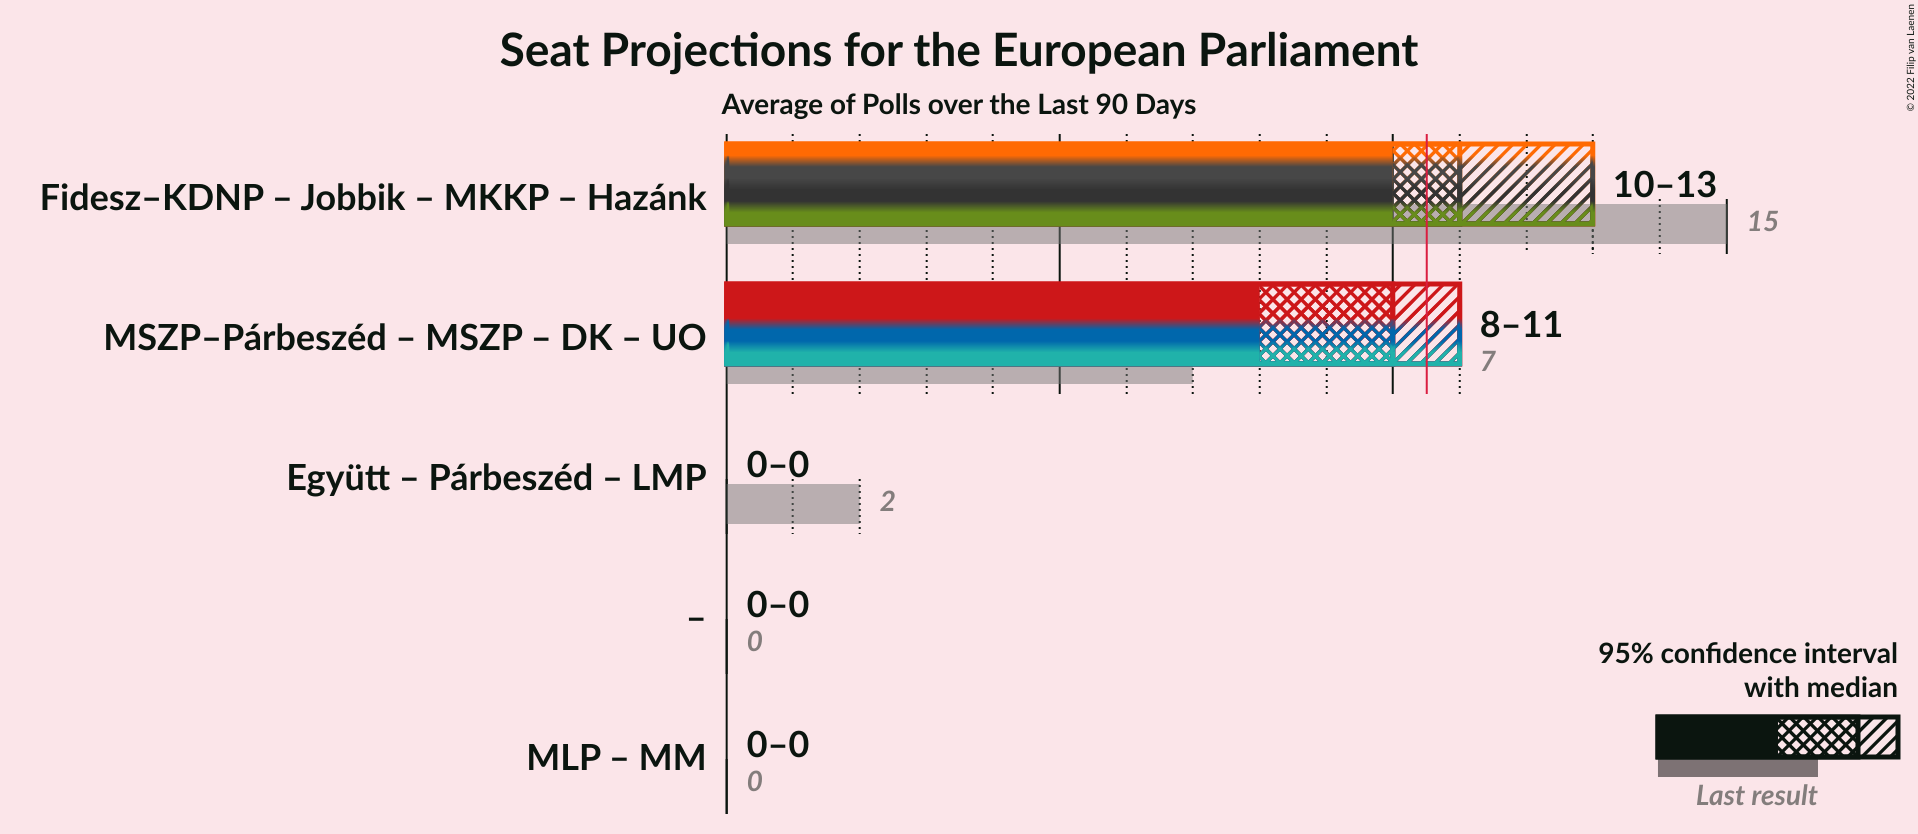 Seat Projections for the European Parliament
Average of Polls over the Last 90 Days
© 2022 Filip van Laenen
Fidesz–KDNP – Jobbik – MKKP – Hazánk
10–13
15
MSZP–Párbeszéd – MSZP – DK – UO
8–11
7
Együtt – Párbeszéd – LMP
0–0
2
–
0–0
0
MLP – MM
0–0
0
95% confidence interval
with median
Last result